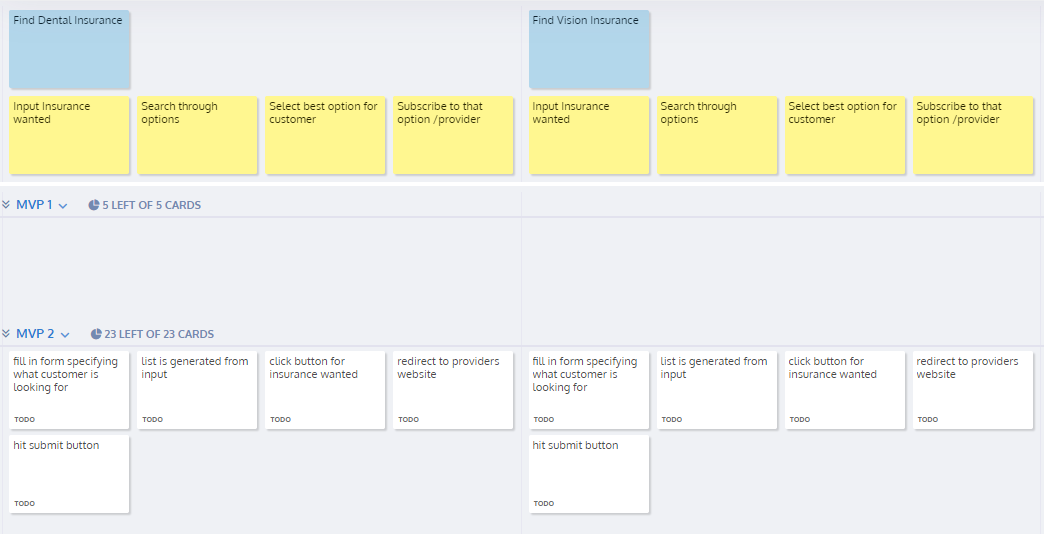 Find Dental Insurance
Find Vision Insurance
Input Insurance
wanted
Search through
options
Select best option for
customer
Subscribe to that
option /provider
Input Insurance
wanted
Search through
options
Select best option for
customer
Subscribe to that
option /provider
MVP 1
5 LEFT OF 5 CARDS
MVP 2
23 LEFT OF 23 CARDS
fill in form specifying
what customer is
looking for
TODO
list is generated from
input
TODO
click button for
insurance wanted
TODO
redirect to providers
website
TODO
fill in form specifying
what customer is
looking for
TODO
list is generated from
input
TODO
click button for
insurance wanted
TODO
redirect to providers
website
TODO
hit submit button
TODO
hit submit button
TODO